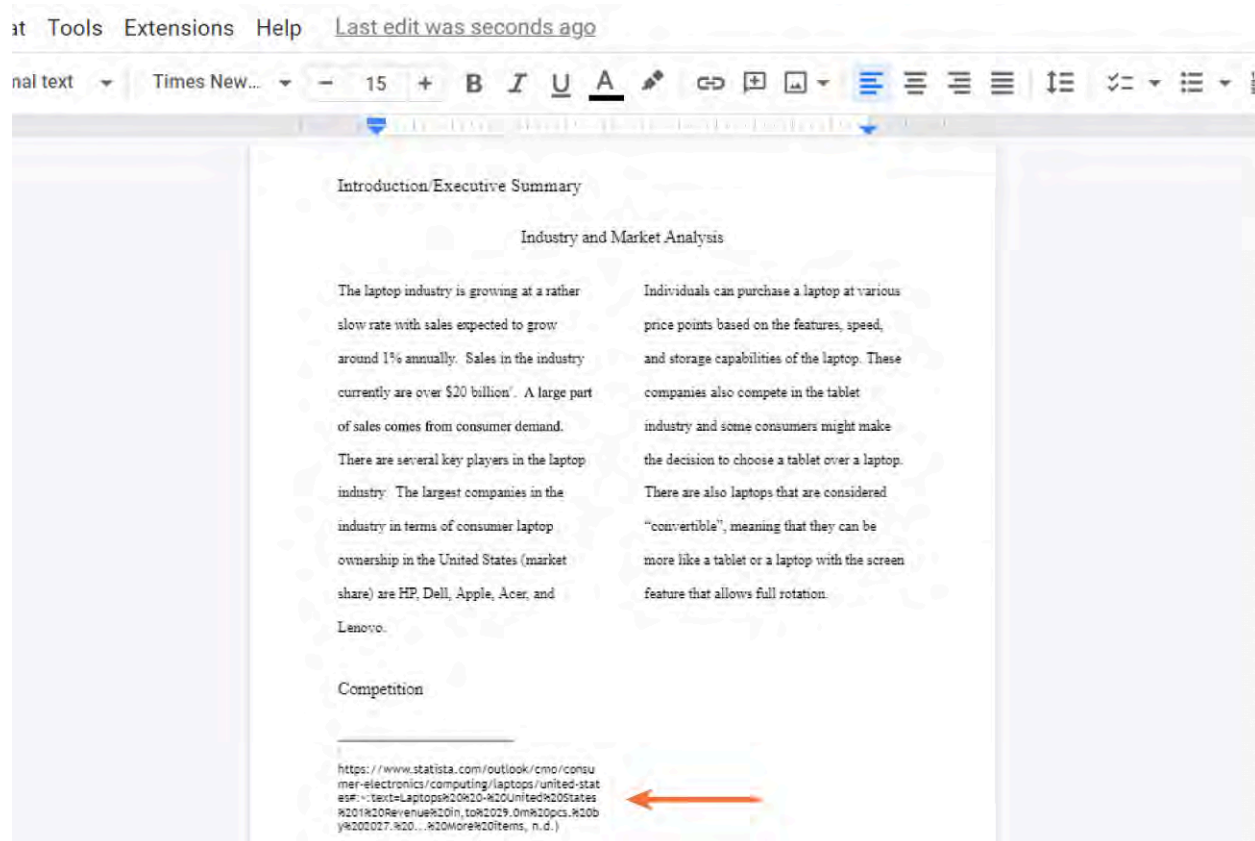 at Tools Extensions Help Last edit was seconds ago
mal text Times New... - 15 + B I U A
Introduction/Executive Summary
Industry and Market Analysis
The laptop industry is growing at a rather
slow rate with sales expected to grow
around 1% annually. Sales in the industry
currently are over $20 billion. A large part
of sales comes from consumer demand.
There are several key players in the laptop
industry. The largest companies in the
industry in terms of consumer laptop
ownership in the United States (market
share) are HP, Dell, Apple, Acer, and
Lenovo.
Individuals can purchase a laptop at various
price points based on the features, speed,
and storage capabilities of the laptop. These
companies also compete in the tablet
industry and some consumers might make
the decision to choose a tablet over a laptop.
There are also laptops that are considered
“convertible”, meaning that they can be
more like a tablet or a laptop with the screen
feature that allows full rotation.
Competition
https://www.statista.com/outlook/cmo/consu
mer-electronics/computing/laptops/united-stat
es#:~:text=Laptops%20%20-%20United%20States
%201%20Revenue%20in,to%2029.0m%20pcs.%20b
y%202027.%20...%20More%20items, n.d.)